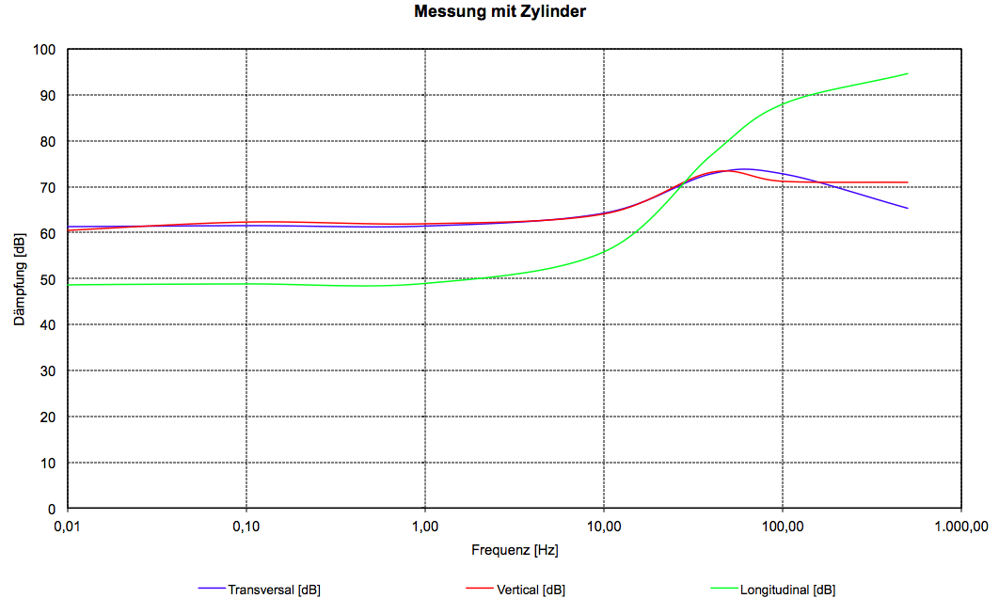 Messung mit Zylinder
100
90
80
70
60
50
40
30
20
10
0
Dämpfung [dB]
0,01 0,10 1,00 10,00 100,00 1.000,00
Frequenz [Hz]
Transversal [dB] Vertical [dB] Longitudinal [dB]